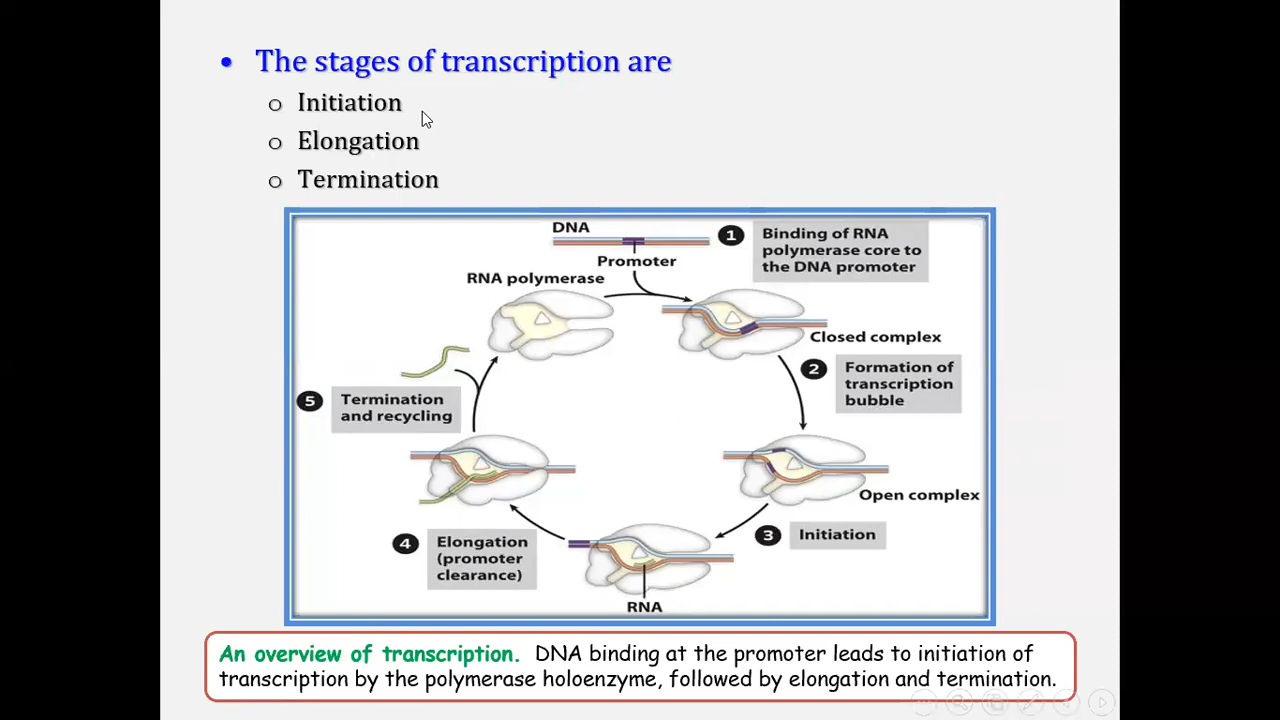 • The stages of transcription are
o Initiation
o Elongation
o Termination
DNA
Promoter
RNA polymerase
1
Binding of RNA
polymerase core to
the DNA promoter
Closed complex
2
Formation of
transcription
bubble
Open complex
3
Initiation
RNA
4
Elongation
(promoter
clearance)
5
Termination
and recycling
An overview of transcription. DNA binding at the promoter leads to initiation of
transcription by the polymerase holoenzyme, followed by elongation and termination.